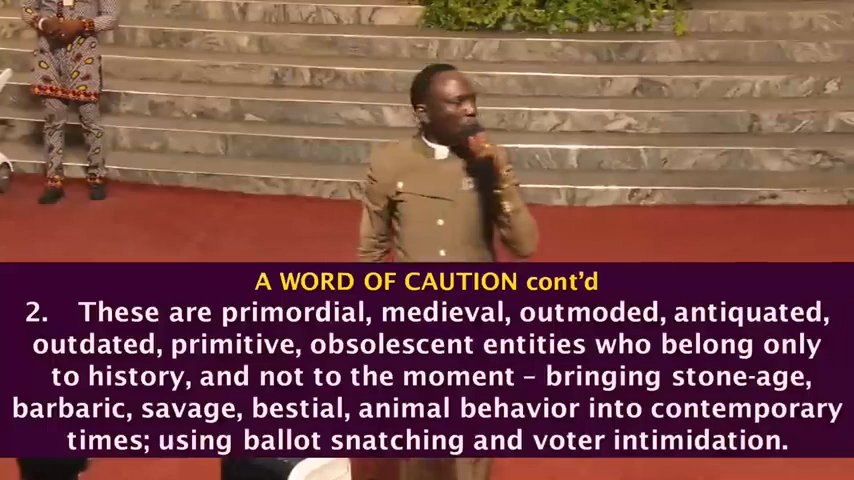 A WORD OF CAUTION cont’d
2. These are primordial, medieval, outmoded, antiquated,
outdated, primitive, obsolescent entities who belong only
to history, and not to the moment – bringing stone-age,
barbaric, savage, bestial, animal behavior into contemporary
times; using ballot snatching and voter intimidation.